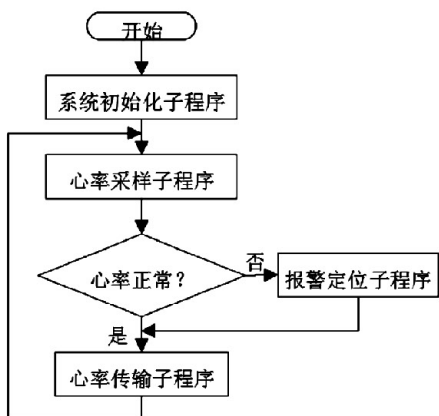 开始
系统初始化子程序
心率采样子程序
心率正常?
否
报警定位子程序
是
心率传输子程序